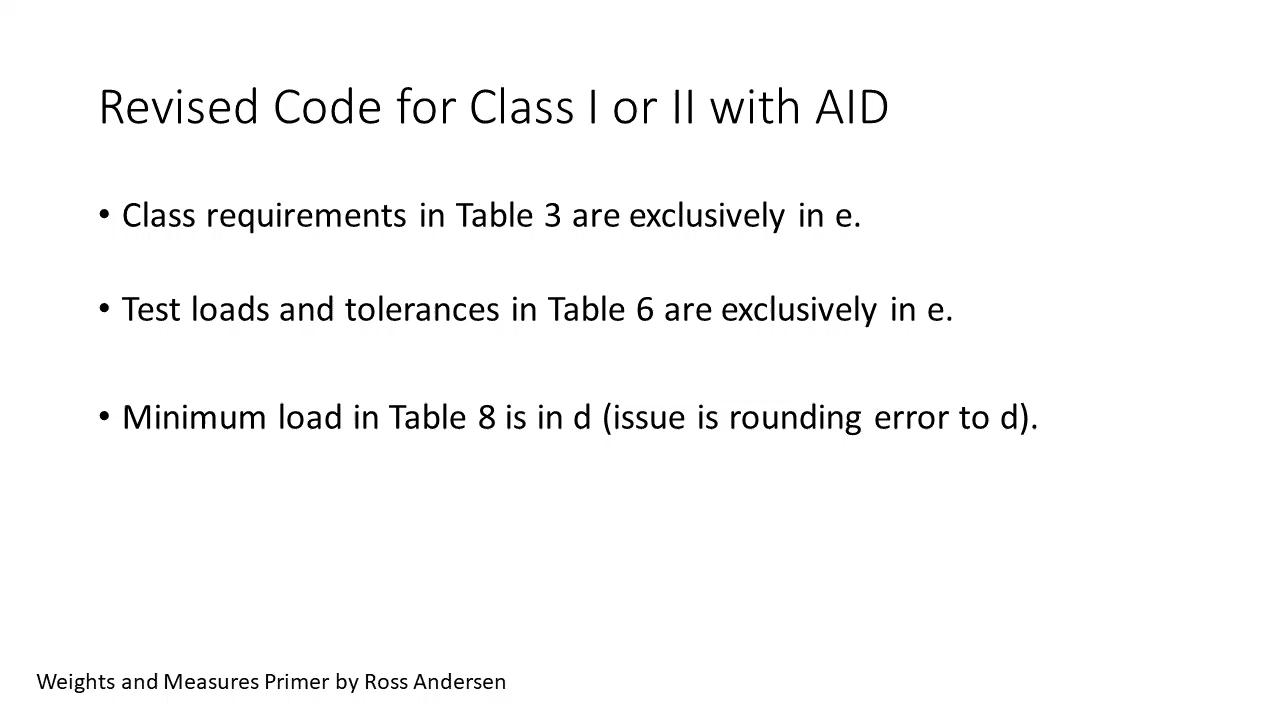 Revised Code for Class I or II with AID
• Class requirements in Table 3 are exclusively in e.
• Test loads and tolerances in Table 6 are exclusively in e.
• Minimum load in Table 8 is in d (issue is rounding error to d).
Weights and Measures Primer by Ross Andersen